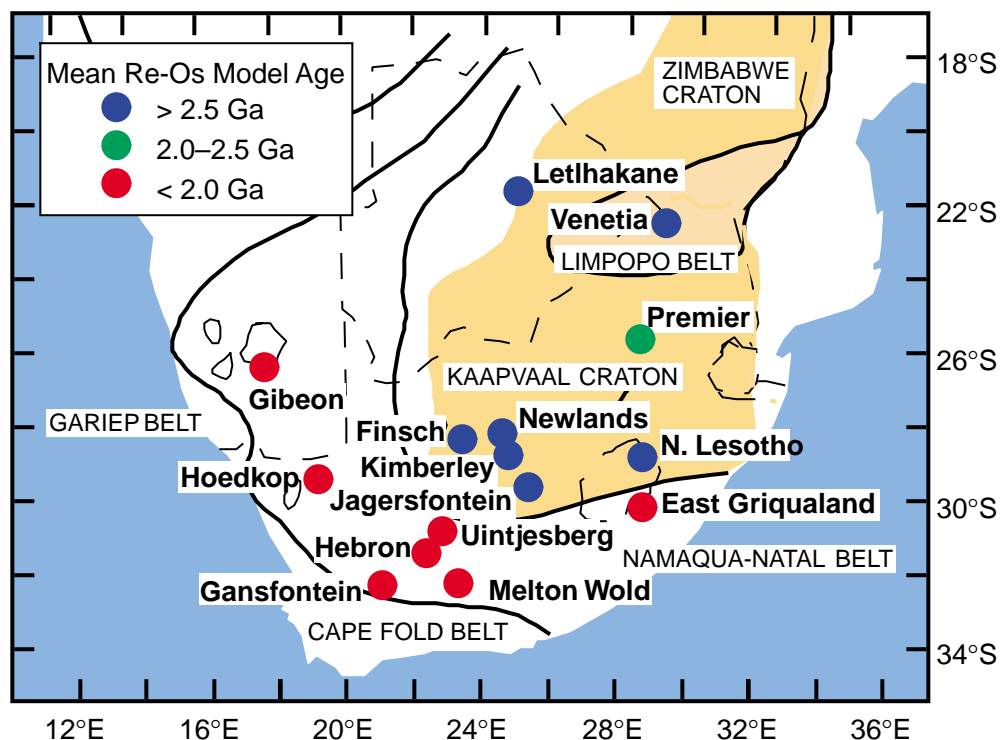 Mean Re-Os Model Age
> 2.5 Ga
2.0–2.5 Ga
< 2.0 Ga
ZIMBABWE
CRATON
18°S
Letlhakane
Venetia
22°S
LIMPOPO BELT
Premier
26°S
KAAPVAAL CRATON
Gibeon
GARIEP BELT
Newlands
Finsch
N. Lesotho
Kimberley
Hoedkop
Jagersfontein
East Griqualand
30°S
Uintjesberg
Hebron
NAMAQUA-NATAL BELT
Gansfontein
Melton Wold
CAPE FOLD BELT
34°S
12°E 16°E 20°E 24°E 28°E 32°E 36°E